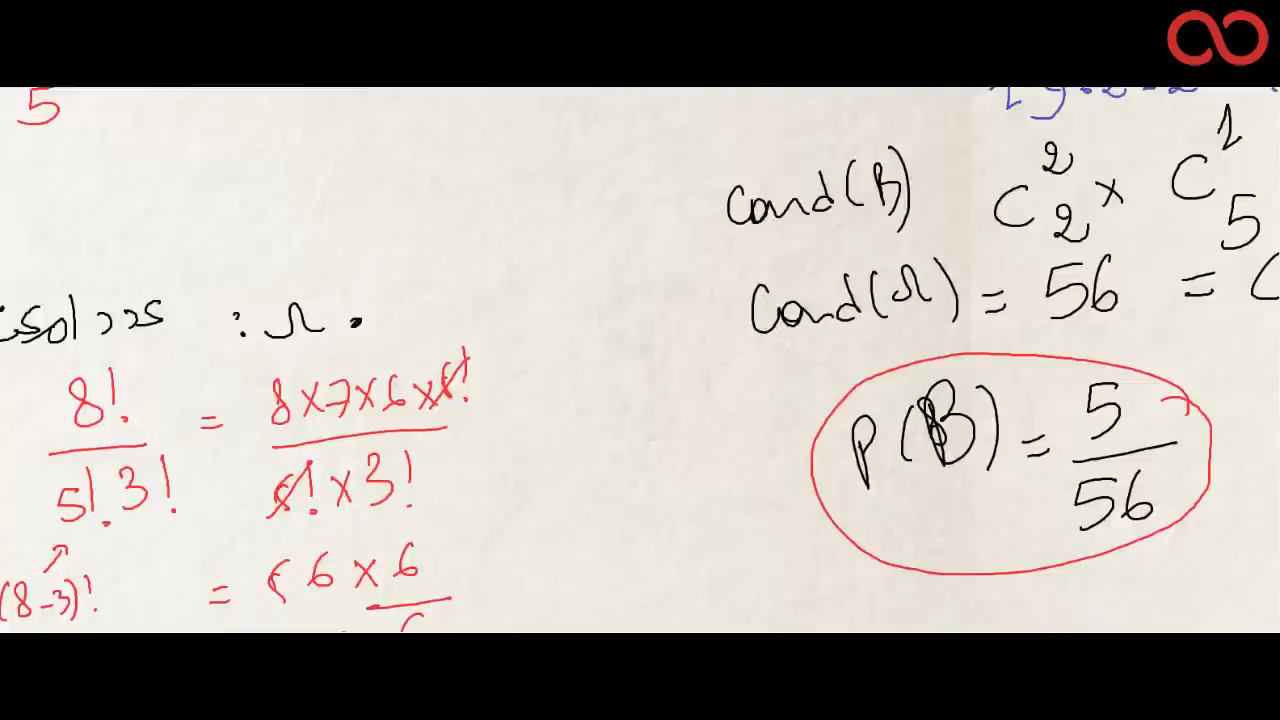 5
Card(B) C₂² × C₅¹
Card(Ω) = 56 = C
: Ω .
8! / 5!.3! = 8×7×6×5! / 5!×3!
P(B) = 5/56
(8-3)! = 56×6 / 6